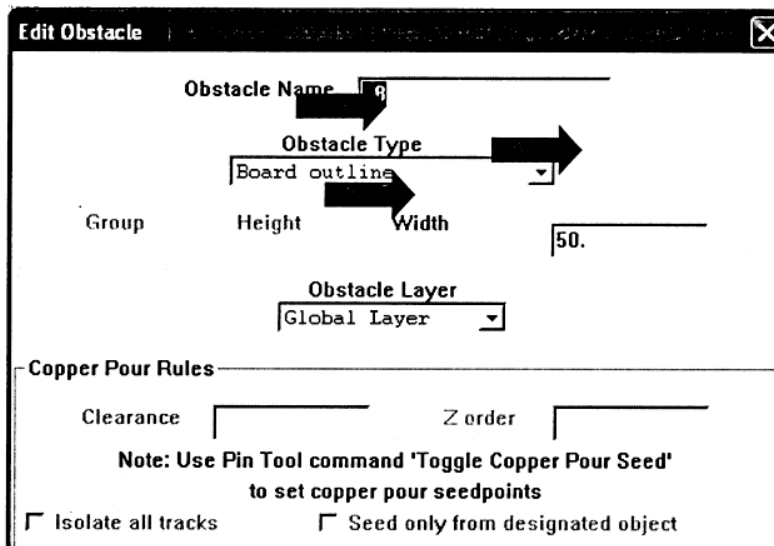 Edit Obstacle
Obstacle Name
Obstacle Type
Board outline
Group Height Width 50.
Obstacle Layer
Global Layer
Copper Pour Rules
Clearance Z order
Note: Use Pin Tool command 'Toggle Copper Pour Seed'
to set copper pour seedpoints
Isolate all tracks Seed only from designated object